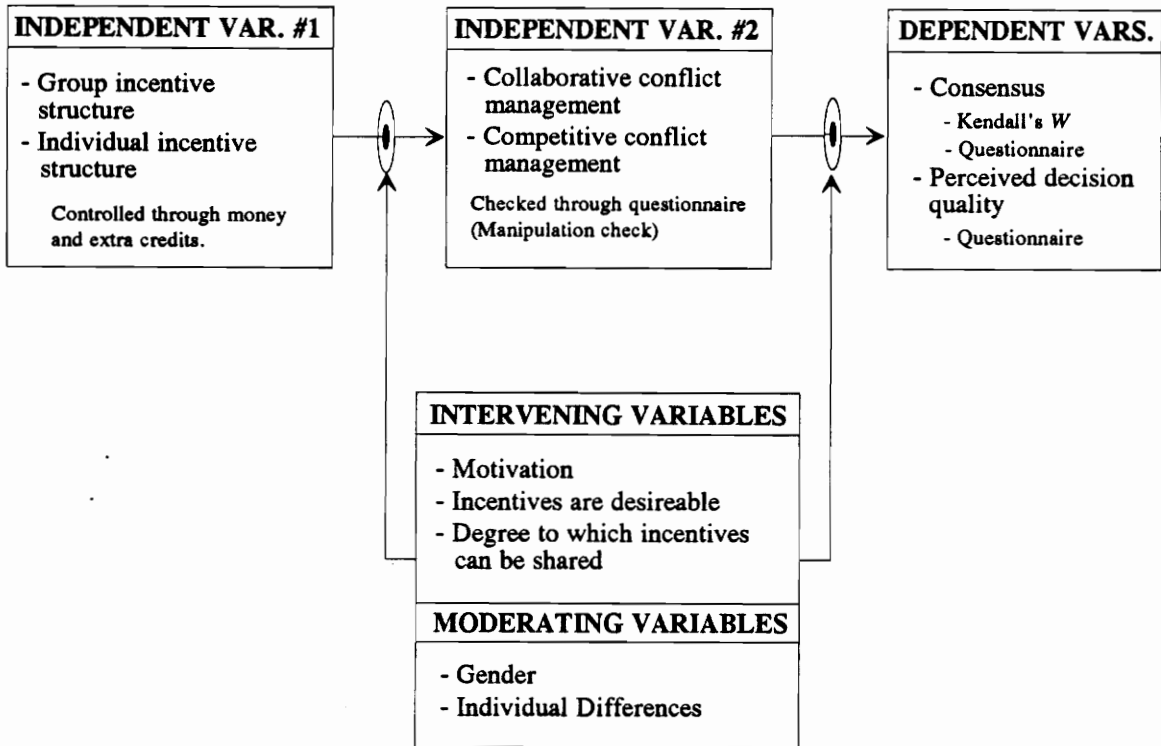 INDEPENDENT VAR. #1
- Group incentive
structure
- Individual incentive
structure
Controlled through money
and extra credits.
INDEPENDENT VAR. #2
- Collaborative conflict
management
- Competitive conflict
management
Checked through questionnaire
(Manipulation check)
DEPENDENT VARS.
- Consensus
- Kendall's W
- Questionnaire
- Perceived decision
quality
- Questionnaire
INTERVENING VARIABLES
- Motivation
- Incentives are desireable
- Degree to which incentives
can be shared
MODERATING VARIABLES
- Gender
- Individual Differences